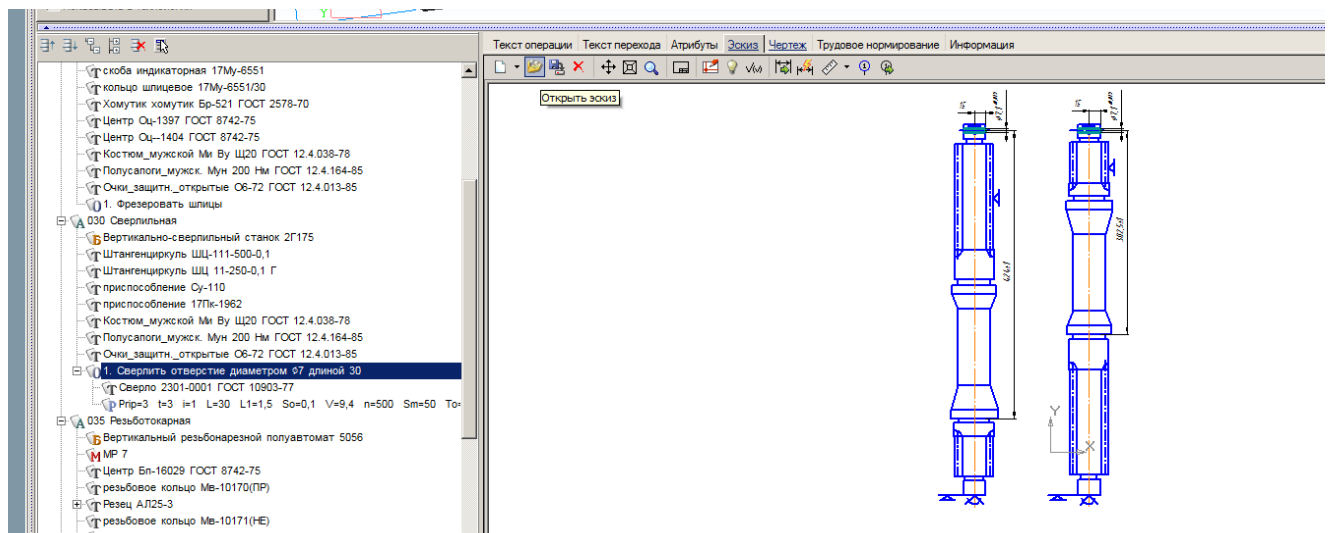 скоба индикаторная 17Му-6551
кольцо шлицевое 17Му-6551/30
Хомутик хомутик Бр-521 ГОСТ 2578-70
Центр Оц-1397 ГОСТ 8742-75
Центр Оц--1404 ГОСТ 8742-75
Костюм_мужской Ми Ву Щ20 ГОСТ 12.4.038-78
Полусапоги_мужск. Мун 200 Нм ГОСТ 12.4.164-85
Очки_защитн._открытые О6-72 ГОСТ 12.4.013-85
1. Фрезеровать шлицы
030 Сверлильная
Вертикально-сверлильный станок 2Г175
Штангенциркуль ШЦ-111-500-0,1
Штангенциркуль ШЦ 11-250-0,1 Г
приспособление Су-110
приспособление 17Пк-1962
Костюм_мужской Ми Ву Щ20 ГОСТ 12.4.038-78
Полусапоги_мужск. Мун 200 Нм ГОСТ 12.4.164-85
Очки_защитн._открытые О6-72 ГОСТ 12.4.013-85
1. Сверлить отверстие диаметром ◊7 длиной 30
Сверло 2301-0001 ГОСТ 10903-77
Prip=3 t=3 i=1 L=30 L1=1,5 So=0,1 V=9,4 n=500 Sm=50 To=
035 Резьботокарная
Вертикальный резьбонарезной полуавтомат 5056
МР 7
Центр Бп-16029 ГОСТ 8742-75
резьбовое кольцо Мв-10170(ПР)
Резец АЛ25-3
резьбовое кольцо Мв-10171(НЕ)
Текст операции Текст перехода Атрибуты Эскиз Чертеж Трудовое нормирование Информация
Открыть эскиз
Y
X